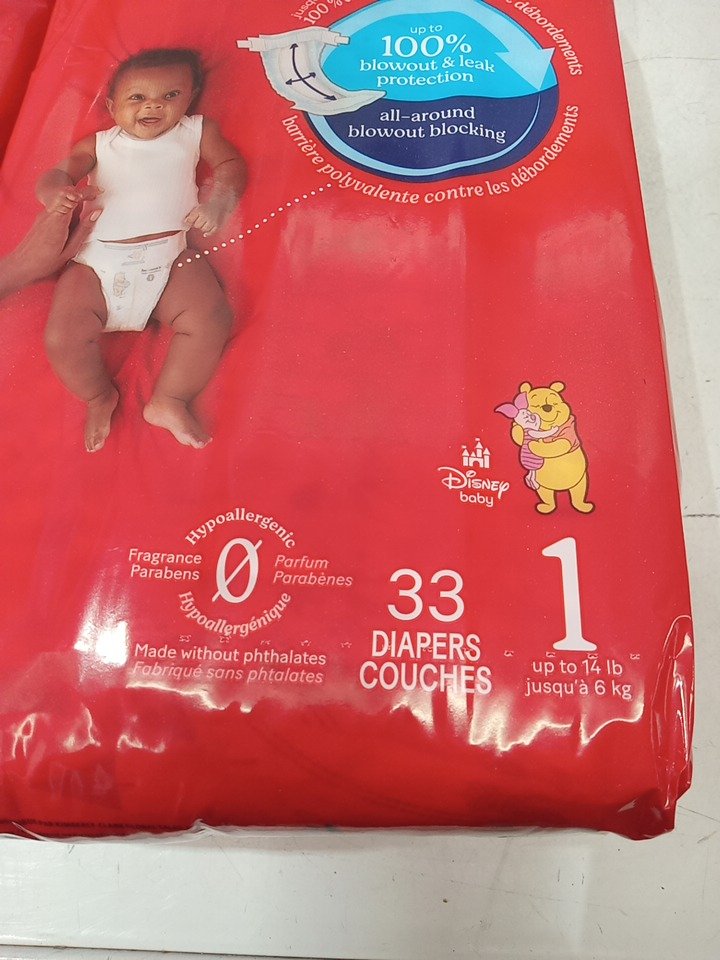 100%
débordements
up to
100%
blowout & leak
protection
all-around
blowout blocking
barrière polyvalente contre les débordements
Disney
baby
Hypoallergenic
Fragrance
Parabens
0
Parfum
Parabènes
Hypoallergénique
Made without phthalates
Fabriqué sans phtalates
33
DIAPERS
COUCHES
1
up to 14 lb
jusqu'à 6 kg